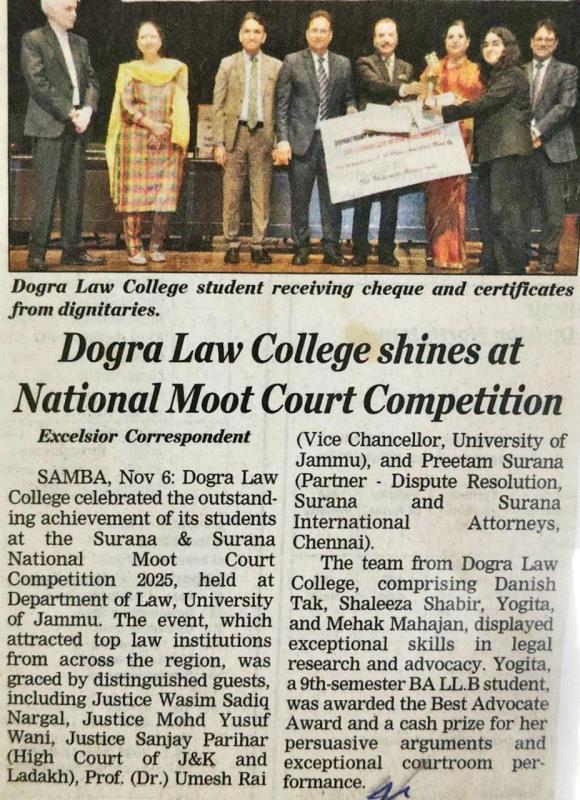 Dogra Law College student receiving cheque and certificates
from dignitaries.
Dogra Law College shines at
National Moot Court Competition
Excelsior Correspondent
SAMBA, Nov 6: Dogra Law
College celebrated the outstand-
ing achievement of its students
at the Surana & Surana
National Moot Court
Competition 2025, held at
Department of Law, University
of Jammu. The event, which
attracted top law institutions
from across the region, was
graced by distinguished guests,
including Justice Wasim Sadiq
Nargal, Justice Mohd Yusuf
Wani, Justice Sanjay Parihar
(High Court of J&K and
Ladakh), Prof. (Dr.) Umesh Rai
(Vice Chancellor, University of
Jammu), and Preetam Surana
(Partner - Dispute Resolution,
Surana and Surana
International Attorneys,
Chennai).
The team from Dogra Law
College, comprising Danish
Tak, Shaleeza Shabir, Yogita,
and Mehak Mahajan, displayed
exceptional skills in legal
research and advocacy. Yogita,
a 9th-semester BA LL.B student,
was awarded the Best Advocate
Award and a cash prize for her
persuasive arguments and
exceptional courtroom per-
formance.